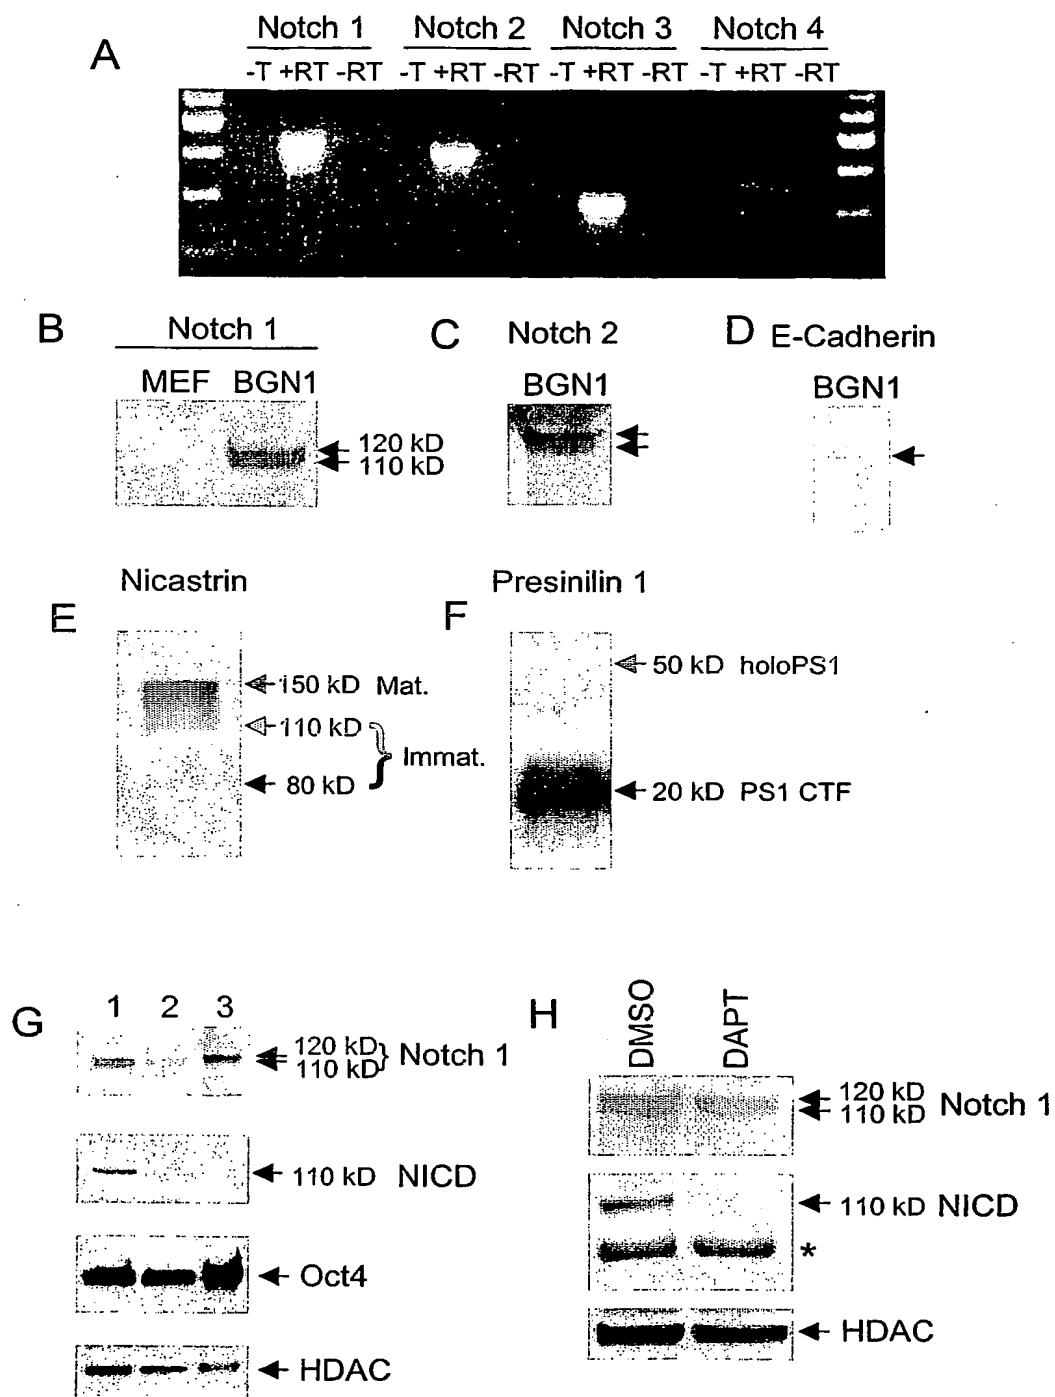 A
Notch 1 Notch 2 Notch 3 Notch 4
-T +RT -RT -T +RT -RT -T +RT -RT -T +RT -RT
B
Notch 1
MEF BGN1
120 kD
110 kD
C
Notch 2
BGN1
D
E-Cadherin
BGN1
E
Nicastrin
150 kD Mat.
110 kD
80 kD
Immat.
F
Presinilin 1
50 kD holoPS1
20 kD PS1 CTF
G
1 2 3
120 kD
110 kD
Notch 1
110 kD NICD
Oct4
HDAC
H
DMSO
DAPT
120 kD
110 kD
Notch 1
110 kD NICD
*
HDAC